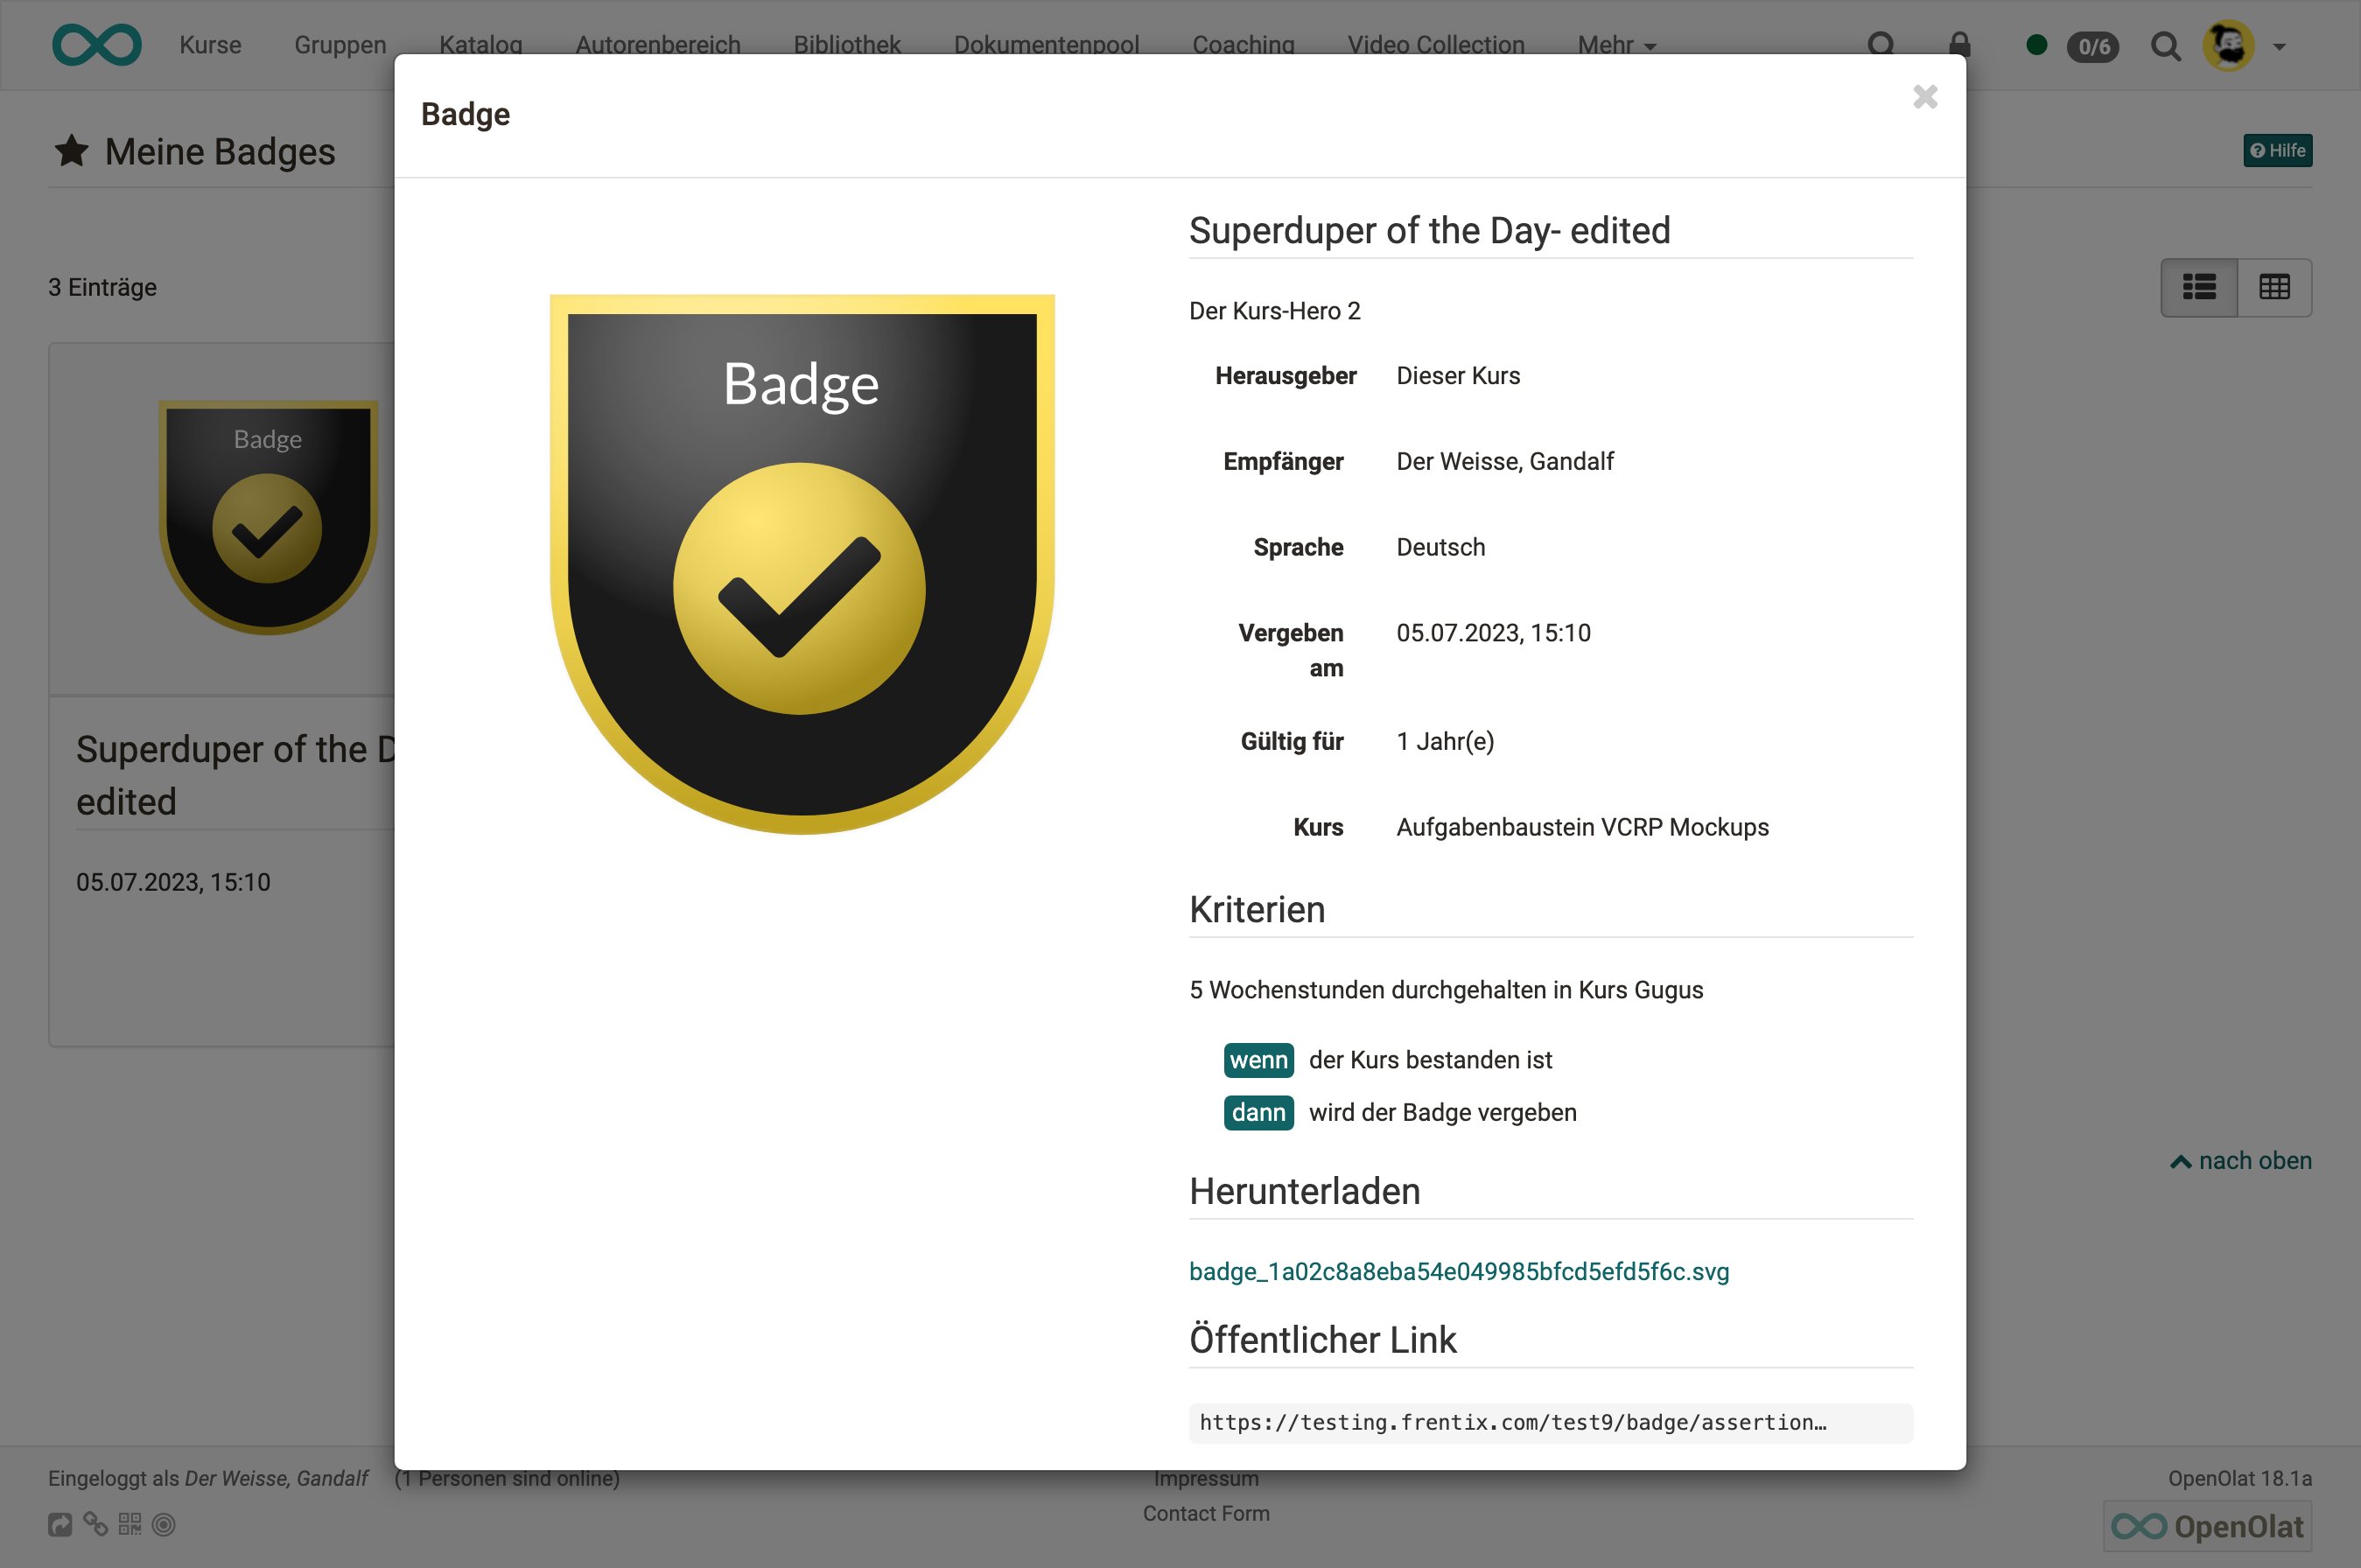 Kurse Gruppen Katalog Autorenbereich Bibliothek Dokumentenpool Coaching Video Collection Mehr 0/6
Meine Badges
Hilfe
3 Einträge
Badge
Superduper of the D
edited
05.07.2023, 15:10
Badge
Badge
Superduper of the Day- edited
Der Kurs-Hero 2
Herausgeber Dieser Kurs
Empfänger Der Weisse, Gandalf
Sprache Deutsch
Vergeben am 05.07.2023, 15:10
Gültig für 1 Jahr(e)
Kurs Aufgabenbaustein VCRP Mockups
Kriterien
5 Wochenstunden durchgehalten in Kurs Gugus
wenn der Kurs bestanden ist
dann wird der Badge vergeben
Herunterladen
badge_1a02c8a8eba54e049985bfcd5efd5f6c.svg
Öffentlicher Link
https://testing.frentix.com/test9/badge/assertion…
nach oben
Eingeloggt als Der Weisse, Gandalf (1 Personen sind online)
Impressum
Contact Form
OpenOlat 18.1a
OpenOlat